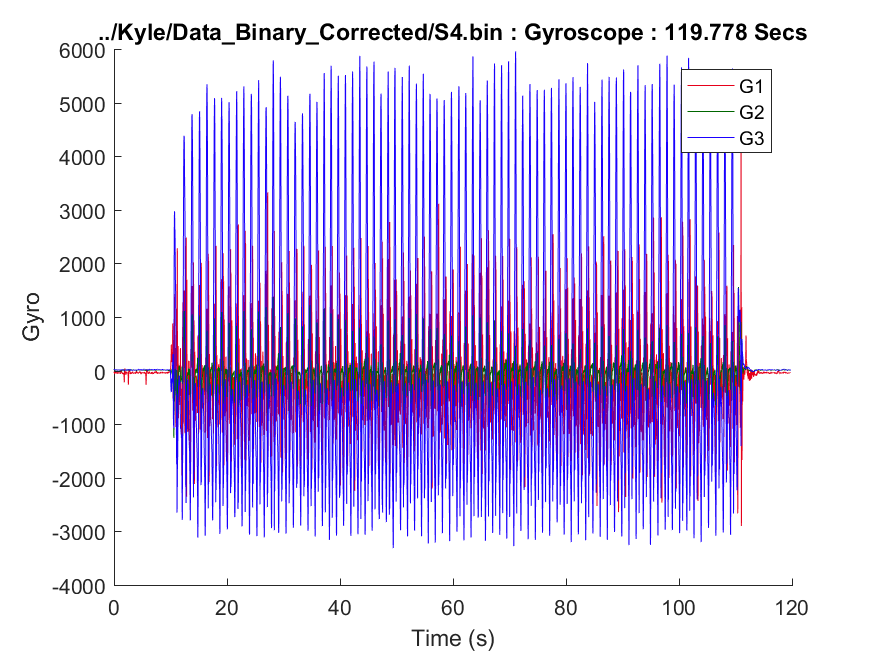 ../Kyle/Data_Binary_Corrected/S4.bin : Gyroscope : 119.778 Secs
6000
5000
4000
3000
2000
1000
0
-1000
-2000
-3000
-4000
Gyro
G1
G2
G3
0 20 40 60 80 100 120
Time (s)